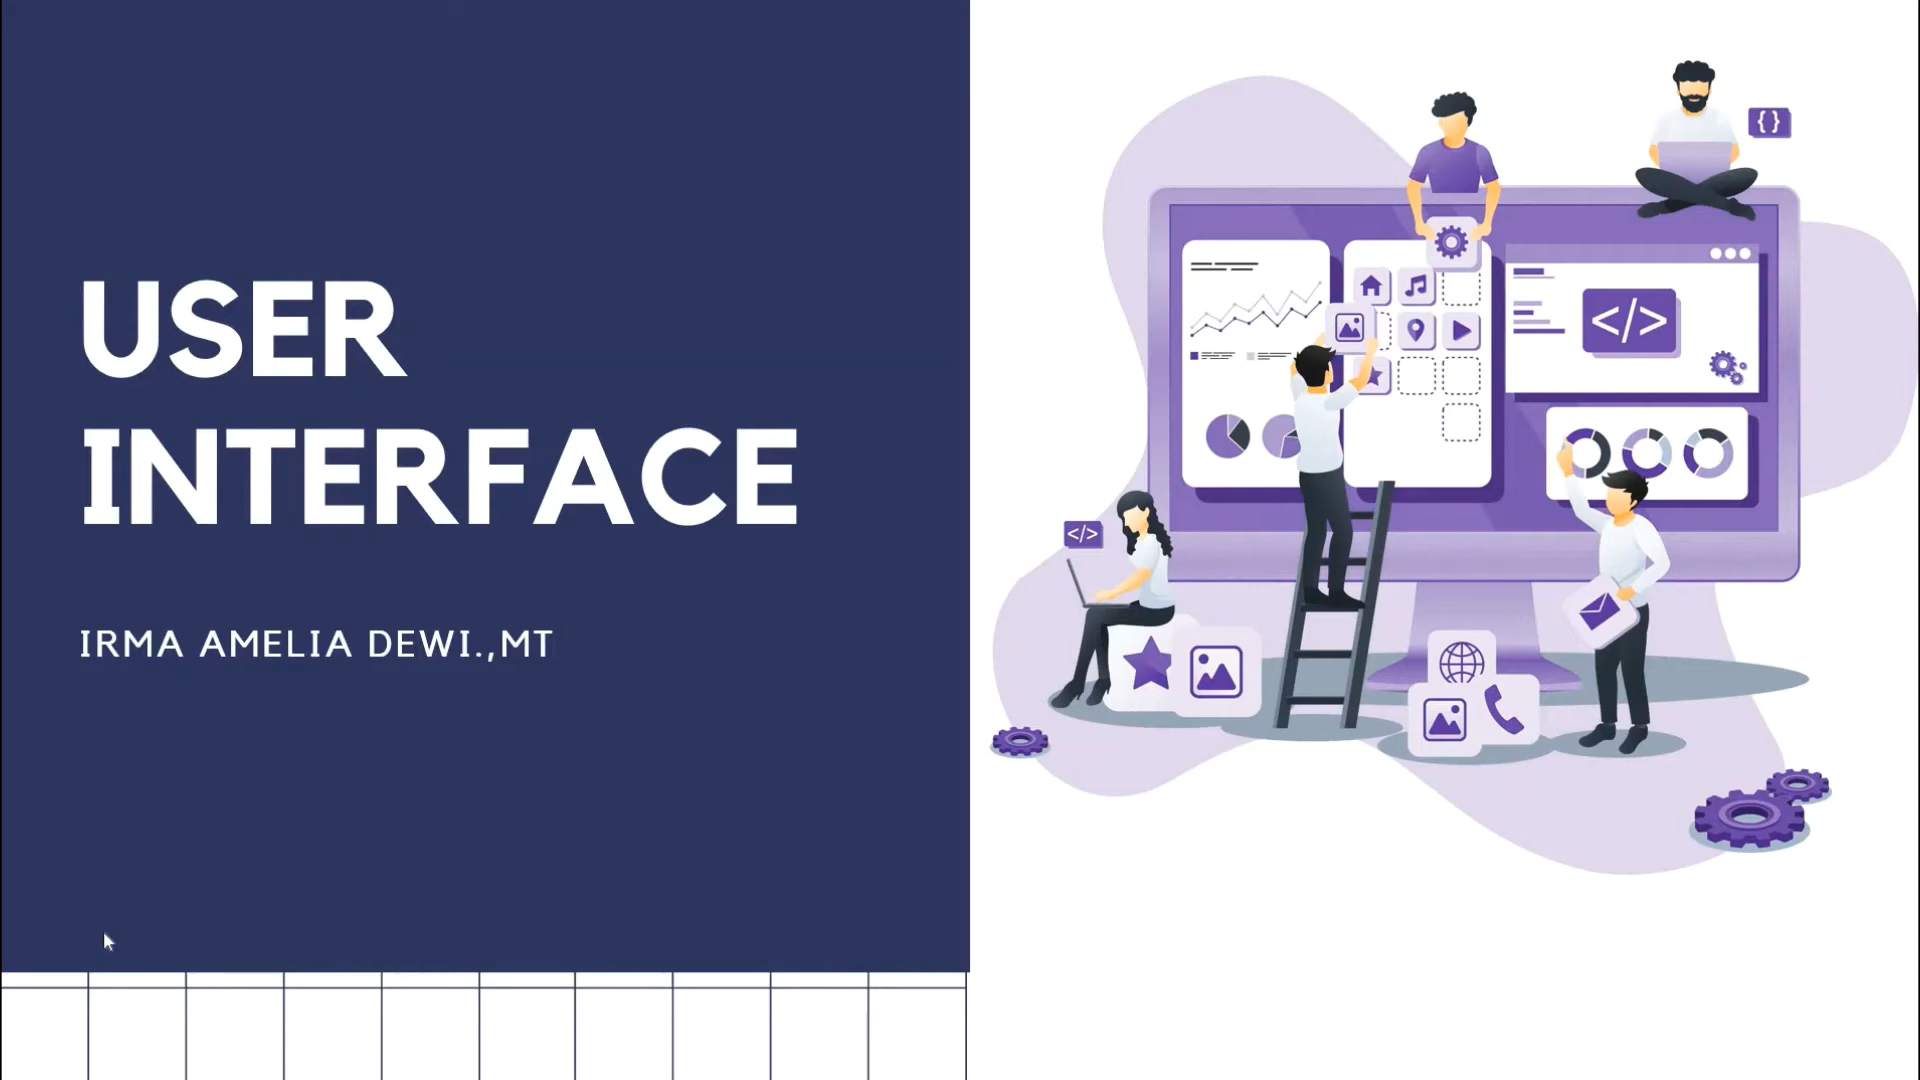 USER
INTERFACE
IRMA AMELIA DEWI.,MT
{}
</>
</>